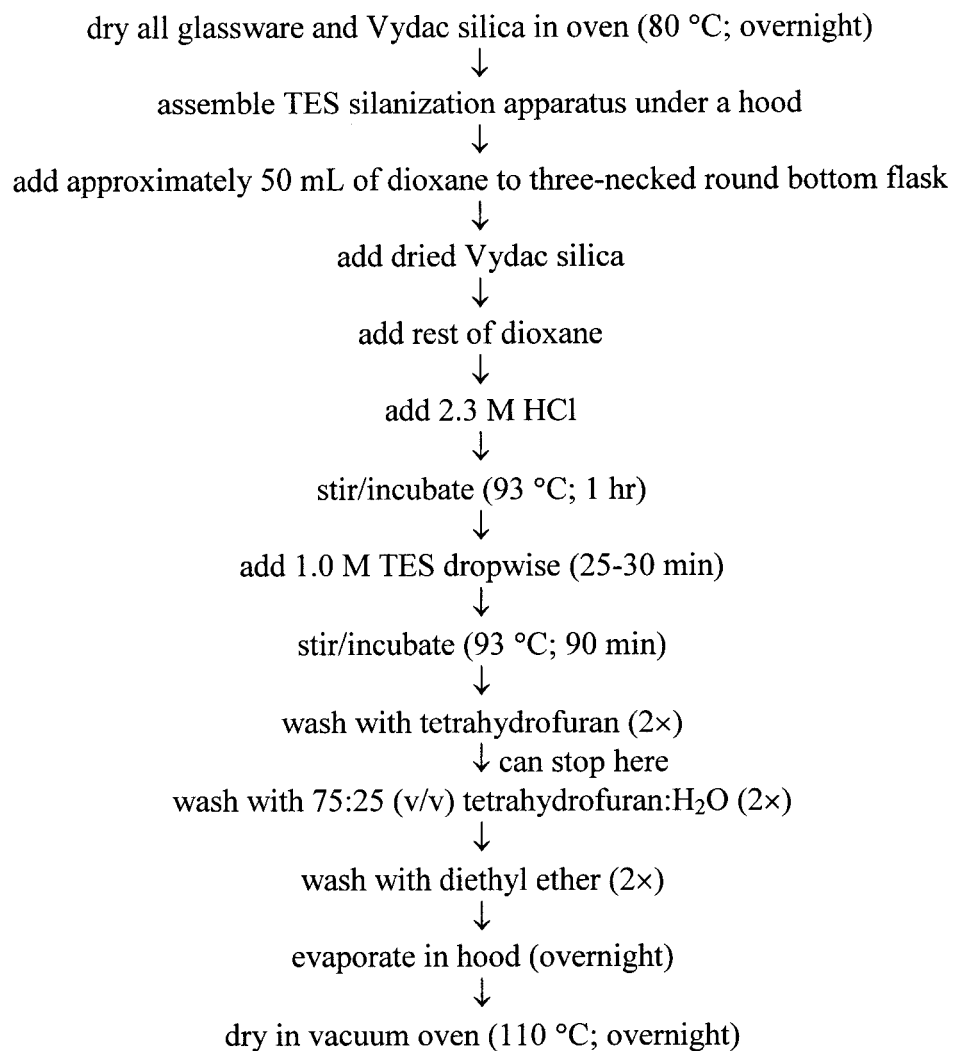 dry all glassware and Vydac silica in oven (80 °C; overnight)
↓
assemble TES silanization apparatus under a hood
↓
add approximately 50 mL of dioxane to three-necked round bottom flask
↓
add dried Vydac silica
↓
add rest of dioxane
↓
add 2.3 M HCl
↓
stir/incubate (93 °C; 1 hr)
↓
add 1.0 M TES dropwise (25-30 min)
↓
stir/incubate (93 °C; 90 min)
↓
wash with tetrahydrofuran (2×)
↓ can stop here
wash with 75:25 (v/v) tetrahydrofuran:H₂O (2×)
↓
wash with diethyl ether (2×)
↓
evaporate in hood (overnight)
↓
dry in vacuum oven (110 °C; overnight)